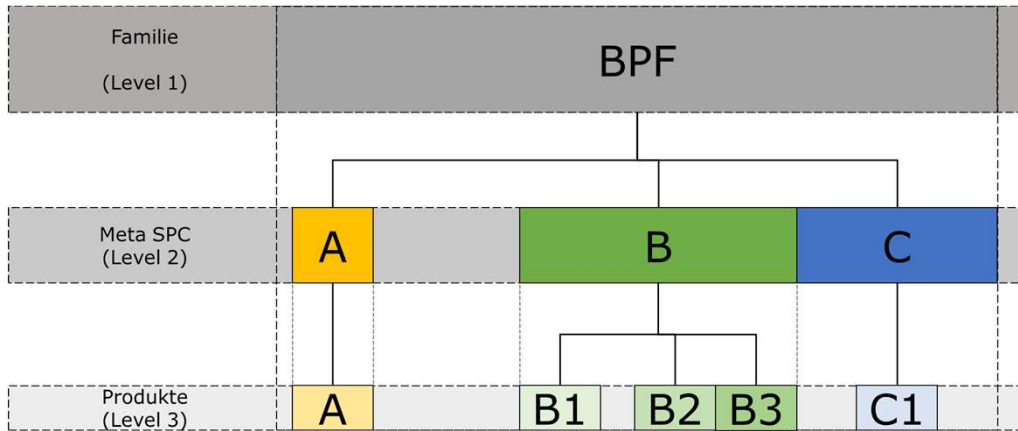 Familie
(Level 1)
BPF
Meta SPC
(Level 2)
A
B
C
Produkte
(Level 3)
A
B1
B2
B3
C1